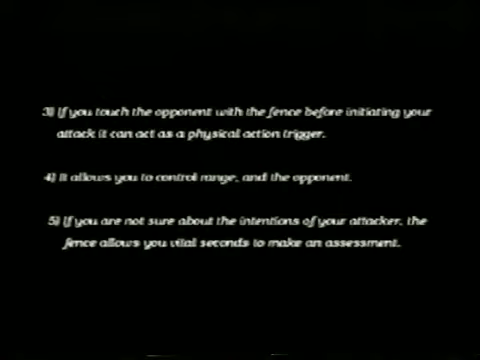 3) If you touch the opponent with the fence before initiating your
attack it can act as a physical action trigger.
4) It allows you to control range, and the opponent.
5) If you are not sure about the intentions of your attacker, the
fence allows you vital seconds to make an assessment.